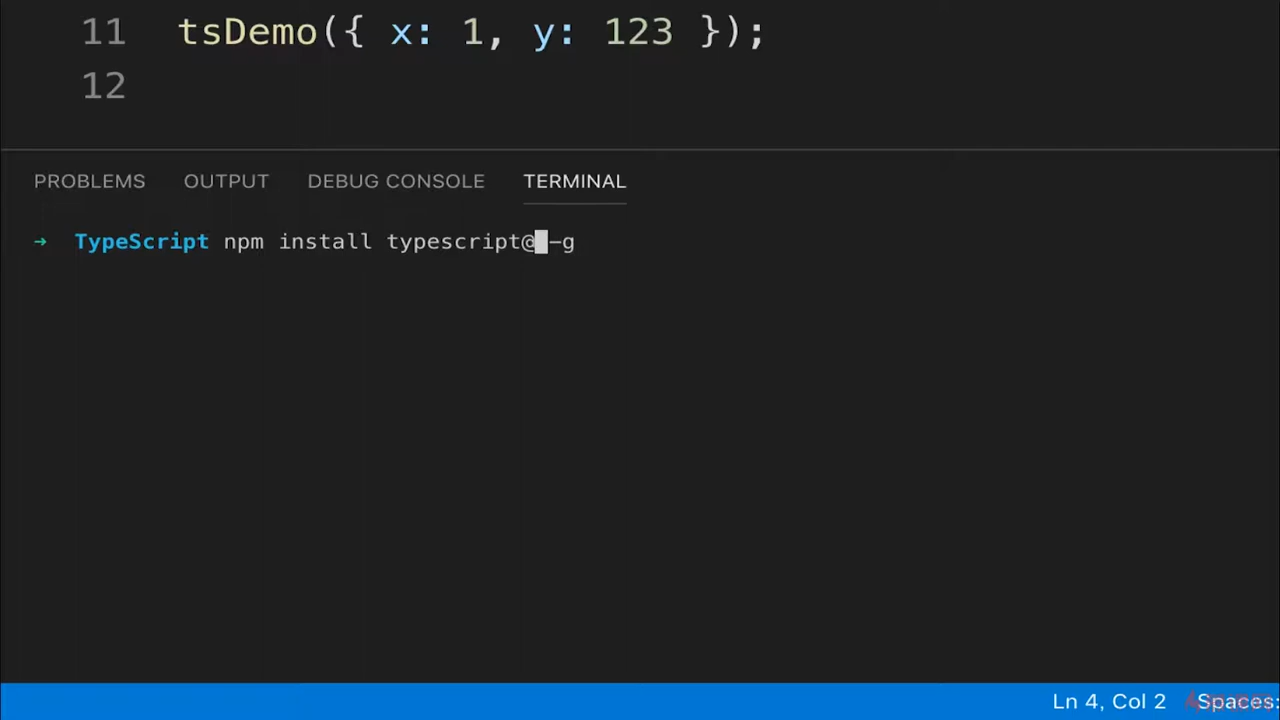 11 tsDemo({ x: 1, y: 123 });
12
PROBLEMS OUTPUT DEBUG CONSOLE TERMINAL
➜ TypeScript npm install typescript@ -g
Ln 4, Col 2 Spaces: